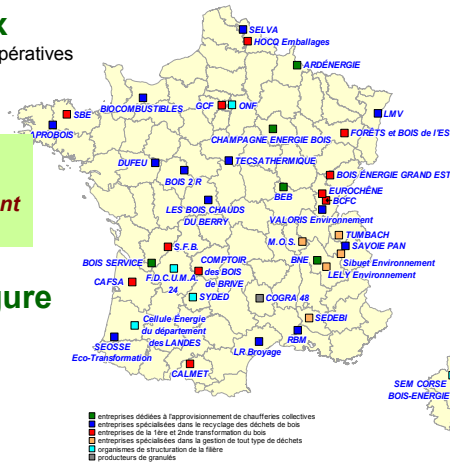 x
pératives
nt
gure
SELVA
HOCQ Emballages
ARDÉNERGIE
BIOCOMBUSTIBLES
GCF
ONF
SBE
APROBOIS
LMV
CHAMPAGNE ENERGIE BOIS
FORÊTS et BOIS de l'ES
DUFEU
TECSATHERMIQUE
BOIS 2 R
BOIS ÉNERGIE GRAND EST
BEB
EUROCHÊNE
BCFC
LES BOIS CHAUDS
DU BERRY
VALORIS Environnement
TUMBACH
M.O.S.
SAVOIE PAN
S.F.B.
BOIS SERVICE
COMPTOIR
des BOIS
de BRIVE
BNE
Sibuet Environnement
LELY Environnement
F.D.C.U.M.A.
24
CAFSA
SYDED
COGRA 48
Cellule Énergie
du département
des LANDES
SEDEBI
SEOSSE
Eco-Transformation
LR Broyage
RBM
CALMET
SEM CORSE
BOIS-ENERGIE
entreprises dédiées à l'approvisionnement de chaufferies collectives
entreprises spécialisées dans le recyclage des déchets de bois
entreprises de la 1ère et 2nde transformation du bois
entreprises spécialisées dans la gestion de tout type de déchets
organismes de structuration de la filière
producteurs de granulés